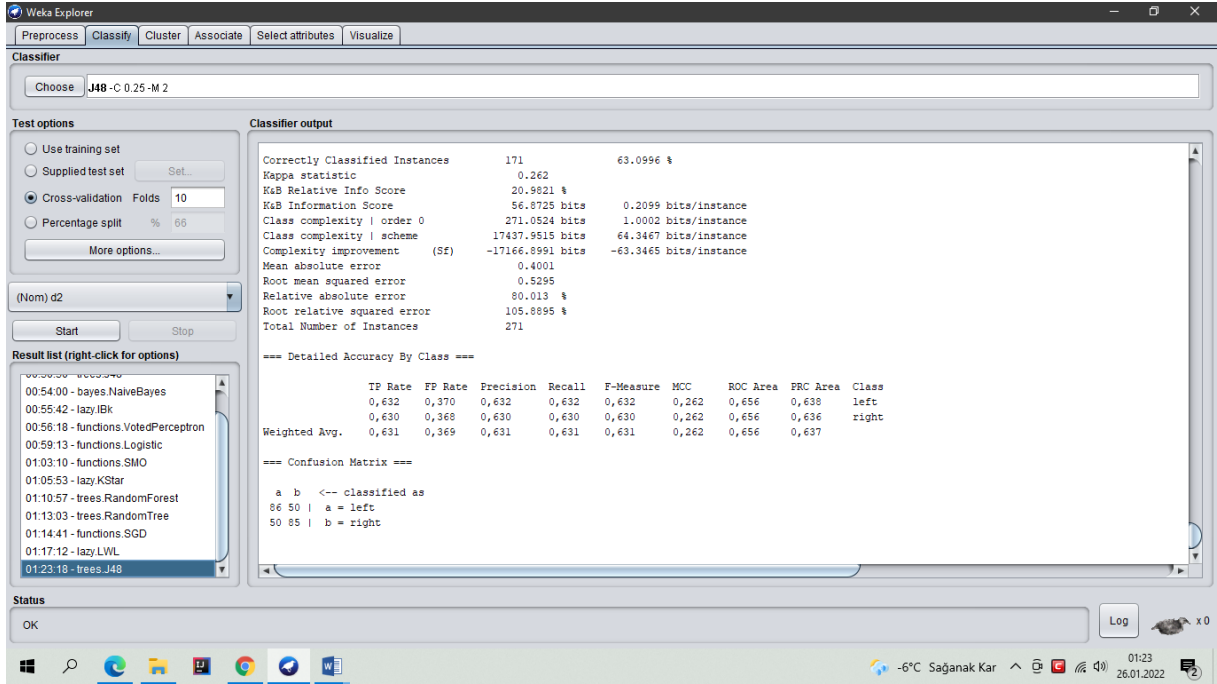 Weka Explorer
Preprocess Classify Cluster Associate Select attributes Visualize
Classifier
Choose J48 -C 0.25 -M 2
Test options
Use training set
Supplied test set Set...
Cross-validation Folds 10
Percentage split % 66
More options...
(Nom) d2
Start Stop
Result list (right-click for options)
00:54:00 - bayes.NaiveBayes
00:55:42 - lazy.IBk
00:56:18 - functions.VotedPerceptron
00:59:13 - functions.Logistic
01:03:10 - functions.SMO
01:05:53 - lazy.KStar
01:10:57 - trees.RandomForest
01:13:03 - trees.RandomTree
01:14:41 - functions.SGD
01:17:12 - lazy.LWL
01:23:18 - trees.J48
Classifier output
Correctly Classified Instances 171 63.0996 %
Kappa statistic 0.262
K&B Relative Info Score 20.9821 %
K&B Information Score 56.8725 bits 0.2099 bits/instance
Class complexity | order 0 271.0524 bits 1.0002 bits/instance
Class complexity | scheme 17437.9515 bits 64.3467 bits/instance
Complexity improvement (Sf) -17166.8991 bits -63.3465 bits/instance
Mean absolute error 0.4001
Root mean squared error 0.5295
Relative absolute error 80.013 %
Root relative squared error 105.8895 %
Total Number of Instances 271
=== Detailed Accuracy By Class ===
TP Rate FP Rate Precision Recall F-Measure MCC ROC Area PRC Area Class
0,632 0,370 0,632 0,632 0,632 0,262 0,656 0,638 left
0,630 0,368 0,630 0,630 0,630 0,262 0,656 0,636 right
Weighted Avg. 0,631 0,369 0,631 0,631 0,631 0,262 0,656 0,637
=== Confusion Matrix ===
a b <-- classified as
86 50 | a = left
50 85 | b = right
Status
OK
Log x 0
-6°C Sağanak Kar
01:23
26.01.2022
2